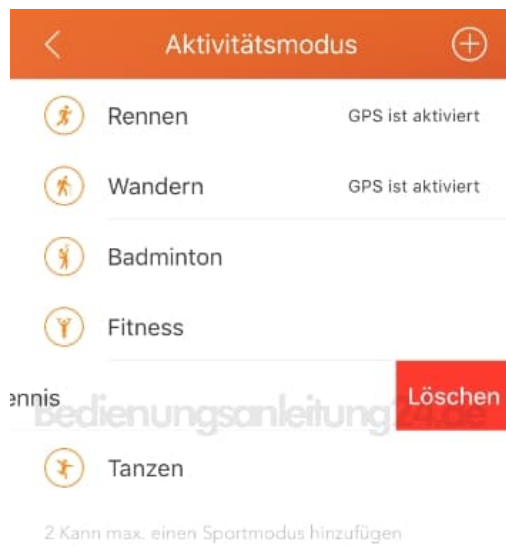 Aktivitätsmodus
Rennen GPS ist aktiviert
Wandern GPS ist aktiviert
Badminton
Fitness
ennis Löschen
Bedienungsanleitung24.de
Tanzen
2 Kann max. einen Sportmodus hinzufügen